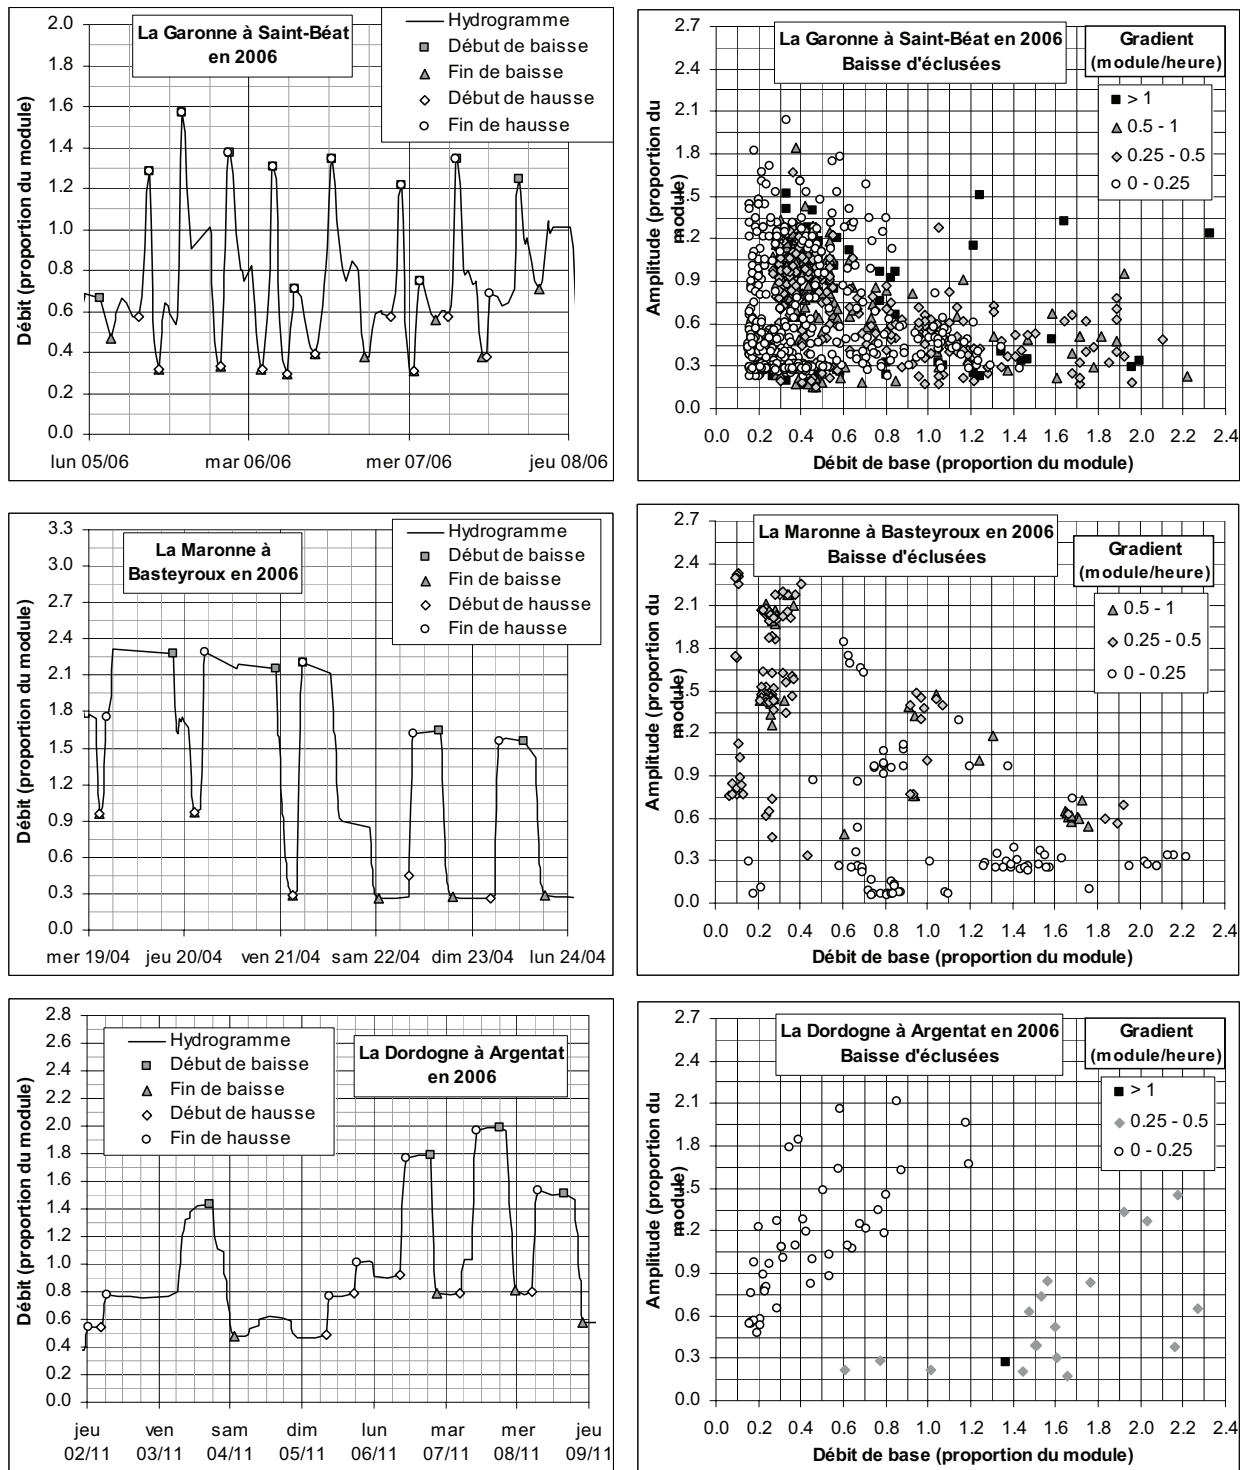 La Garonne à Saint-Béat
en 2006
Hydrogramme
Début de baisse
Fin de baisse
Début de hausse
Fin de hausse
Débit (proportion du module)
2.0
1.8
1.6
1.4
1.2
1.0
0.8
0.6
0.4
0.2
0.0
lun 05/06 mar 06/06 mer 07/06 jeu 08/06
La Garonne à Saint-Béat en 2006
Baisse d'éclusées
Gradient
(module/heure)
> 1
0.5 - 1
0.25 - 0.5
0 - 0.25
Amplitude (proportion du
module)
2.7
2.4
2.1
1.8
1.5
1.2
0.9
0.6
0.3
0.0
0.0 0.2 0.4 0.6 0.8 1.0 1.2 1.4 1.6 1.8 2.0 2.2 2.4
Débit de base (proportion du module)
La Maronne à
Basteyroux en 2006
Hydrogramme
Début de baisse
Fin de baisse
Début de hausse
Fin de hausse
Débit (proportion du module)
3.3
3.0
2.7
2.4
2.1
1.8
1.5
1.2
0.9
0.6
0.3
0.0
mer 19/04 jeu 20/04 ven 21/04 sam 22/04 dim 23/04 lun 24/04
La Maronne à Basteyroux en 2006
Baisse d'éclusées
Gradient
(module/heure)
0.5 - 1
0.25 - 0.5
0 - 0.25
Amplitude (proportion du
module)
2.7
2.4
2.1
1.8
1.5
1.2
0.9
0.6
0.3
0.0
0.0 0.2 0.4 0.6 0.8 1.0 1.2 1.4 1.6 1.8 2.0 2.2 2.4
Débit de base (proportion du module)
Hydrogramme
Début de baisse
Fin de baisse
Début de hausse
Fin de hausse
La Dordogne à Argentat
en 2006
Débit (proportion du module)
2.8
2.6
2.4
2.2
2.0
1.8
1.6
1.4
1.2
1.0
0.8
0.6
0.4
0.2
0.0
jeu ven sam dim lun mar mer jeu
02/11 03/11 04/11 05/11 06/11 07/11 08/11 09/11
La Dordogne à Argentat en 2006
Baisse d'éclusées
Gradient
(module/heure)
> 1
0.25 - 0.5
0 - 0.25
Amplitude (proportion du
module)
2.7
2.4
2.1
1.8
1.5
1.2
0.9
0.6
0.3
0.0
0.0 0.2 0.4 0.6 0.8 1.0 1.2 1.4 1.6 1.8 2.0 2.2 2.4
Débit de base (proportion du module)